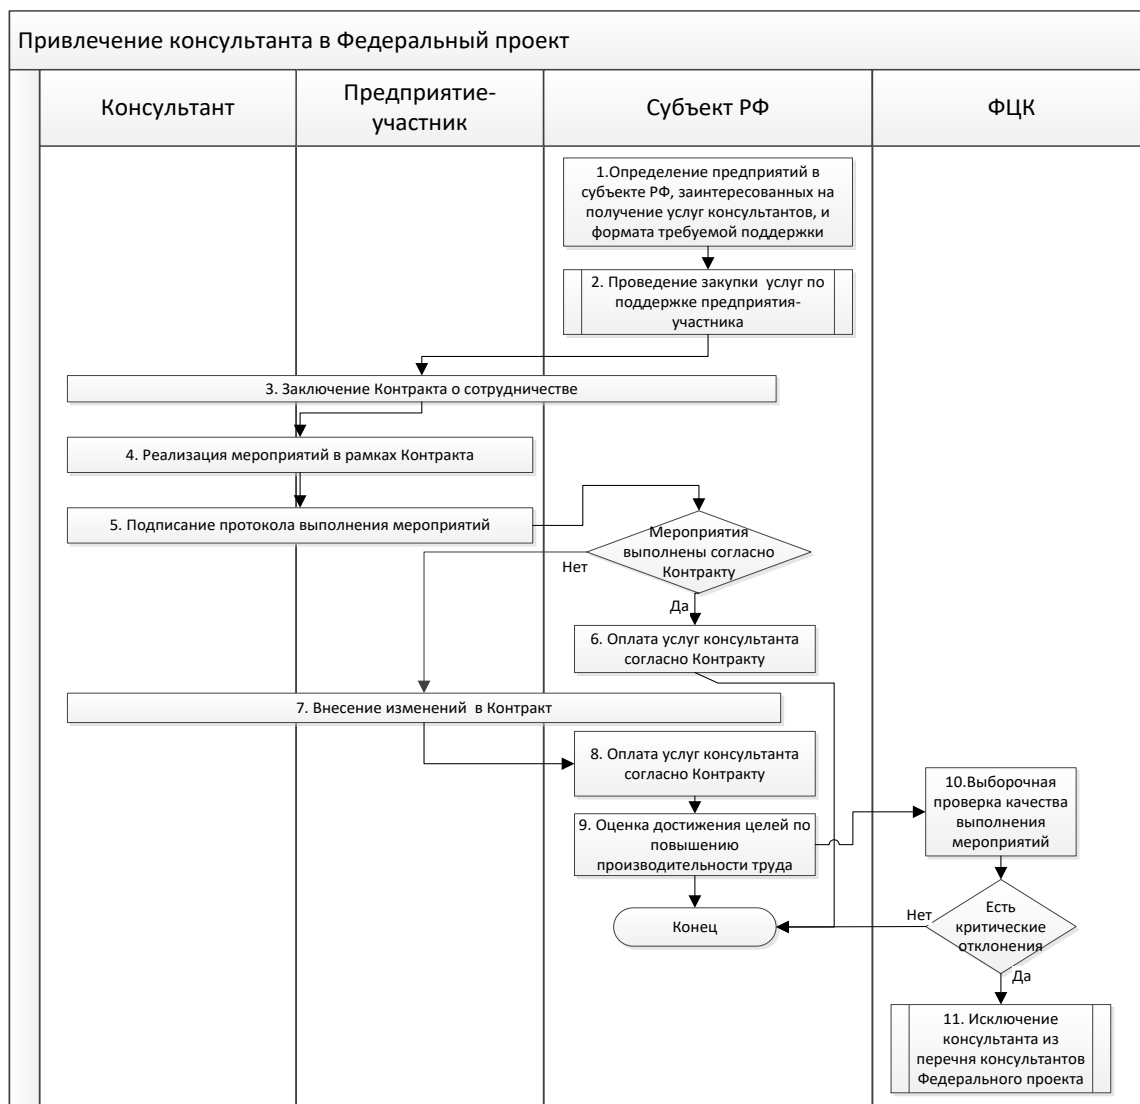 Привлечение консультанта в Федеральный проект
Консультант
Предприятие-
участник
Субъект РФ
ФЦК
1.Определение предприятий в
субъекте РФ, заинтересованных на
получение услуг консультантов, и
формата требуемой поддержки
2. Проведение закупки услуг по
поддержке предприятия-
участника
3. Заключение Контракта о сотрудничестве
4. Реализация мероприятий в рамках Контракта
5. Подписание протокола выполнения мероприятий
Мероприятия
выполнены согласно
Контракту
Нет
Да
6. Оплата услуг консультанта
согласно Контракту
7. Внесение изменений в Контракт
8. Оплата услуг консультанта
согласно Контракту
9. Оценка достижения целей по
повышению
производительности труда
10.Выборочная
проверка качества
выполнения
мероприятий
Конец
Нет
Есть
критические
отклонения
Да
11. Исключение
консультанта из
перечня консультантов
Федерального проекта